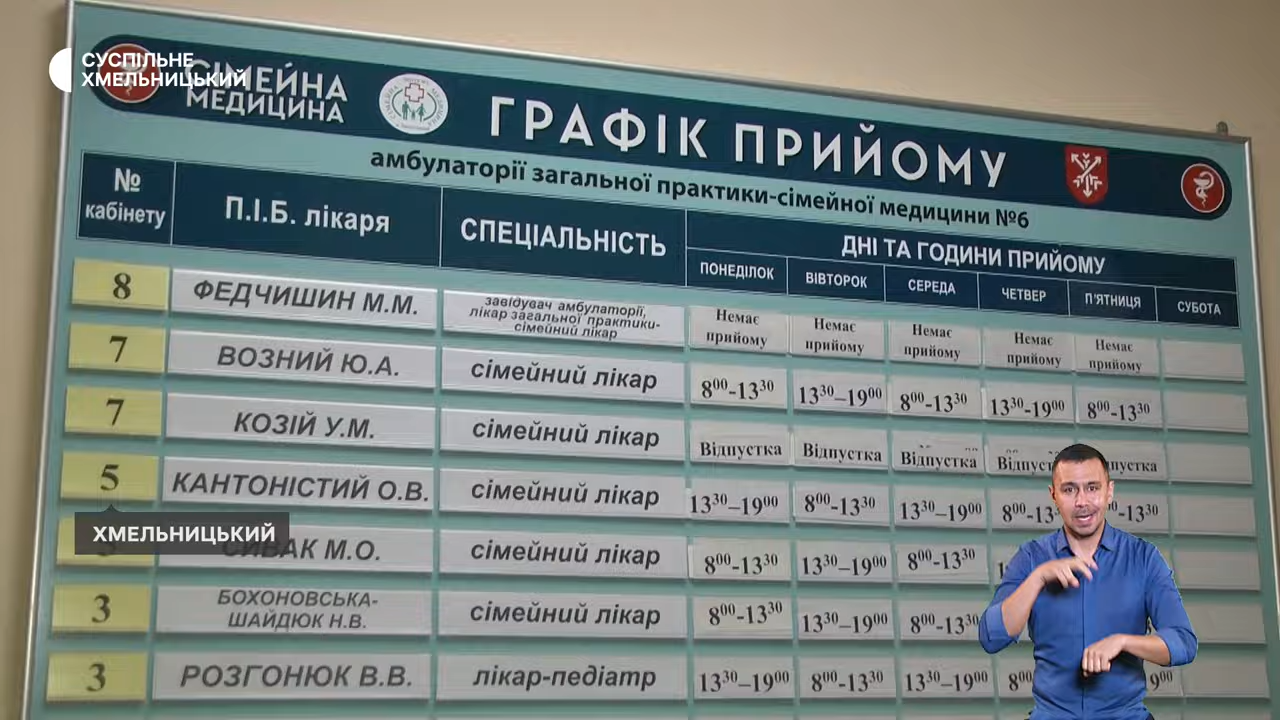 СУСПІЛЬНЕ
ХМЕЛЬНИЦЬКИЙ
СІМЕЙНА
МЕДИЦИНА
ГРАФІК ПРИЙОМУ
амбулаторії загальної практики-сімейної медицини №6
№ кабінету
П.І.Б. лікаря
СПЕЦІАЛЬНІСТЬ
ДНІ ТА ГОДИНИ ПРИЙОМУ
ПОНЕДІЛОК ВІВТОРОК СЕРЕДА ЧЕТВЕР П'ЯТНИЦЯ СУБОТА
8 ФЕДЧИШИН М.М. завідувач амбулаторії, лікар загальної практики-сімейний лікар Немає прийому Немає прийому Немає прийому Немає прийому Немає прийому
7 ВОЗНИЙ Ю.А. сімейний лікар 8⁰⁰-13³⁰ 13³⁰–19⁰⁰ 8⁰⁰-13³⁰ 13³⁰-19⁰⁰ 8⁰⁰-13³⁰
7 КОЗІЙ У.М. сімейний лікар Відпустка Відпустка Відпустка
5 КАНТОНІСТИЙ О.В. сімейний лікар 13³⁰–19⁰⁰ 8⁰⁰-13³⁰ 13³⁰–19⁰⁰
ХМЕЛЬНИЦЬКИЙ
СИВАК М.О. сімейний лікар 8⁰⁰-13³⁰ 13³⁰–19⁰⁰ 8⁰⁰-13³⁰
3 БОХОНОВСЬКА-ШАЙДЮК Н.В. сімейний лікар 8⁰⁰-13³⁰ 13³⁰–19⁰⁰
3 РОЗГОНЮК В.В. лікар-педіатр 13³⁰–19⁰⁰ 8⁰⁰-13³⁰ 13³⁰–19⁰⁰